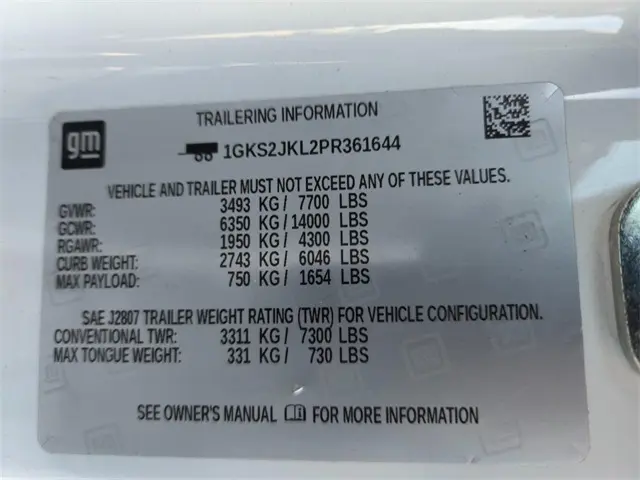 gm
TRAILERING INFORMATION
1GKS2JKL2PR361644
VEHICLE AND TRAILER MUST NOT EXCEED ANY OF THESE VALUES.
GVWR: 3493 KG/ 7700 LBS
GCWR: 6350 KG/14000 LBS
RGAWR: 1950 KG/ 4300 LBS
CURB WEIGHT: 2743 KG/ 6046 LBS
MAX PAYLOAD: 750 KG/ 1654 LBS
SAE J2807 TRAILER WEIGHT RATING (TWR) FOR VEHICLE CONFIGURATION.
CONVENTIONAL TWR: 3311 KG/ 7300 LBS
MAX TONGUE WEIGHT: 331 KG/ 730 LBS
SEE OWNER'S MANUAL FOR MORE INFORMATION